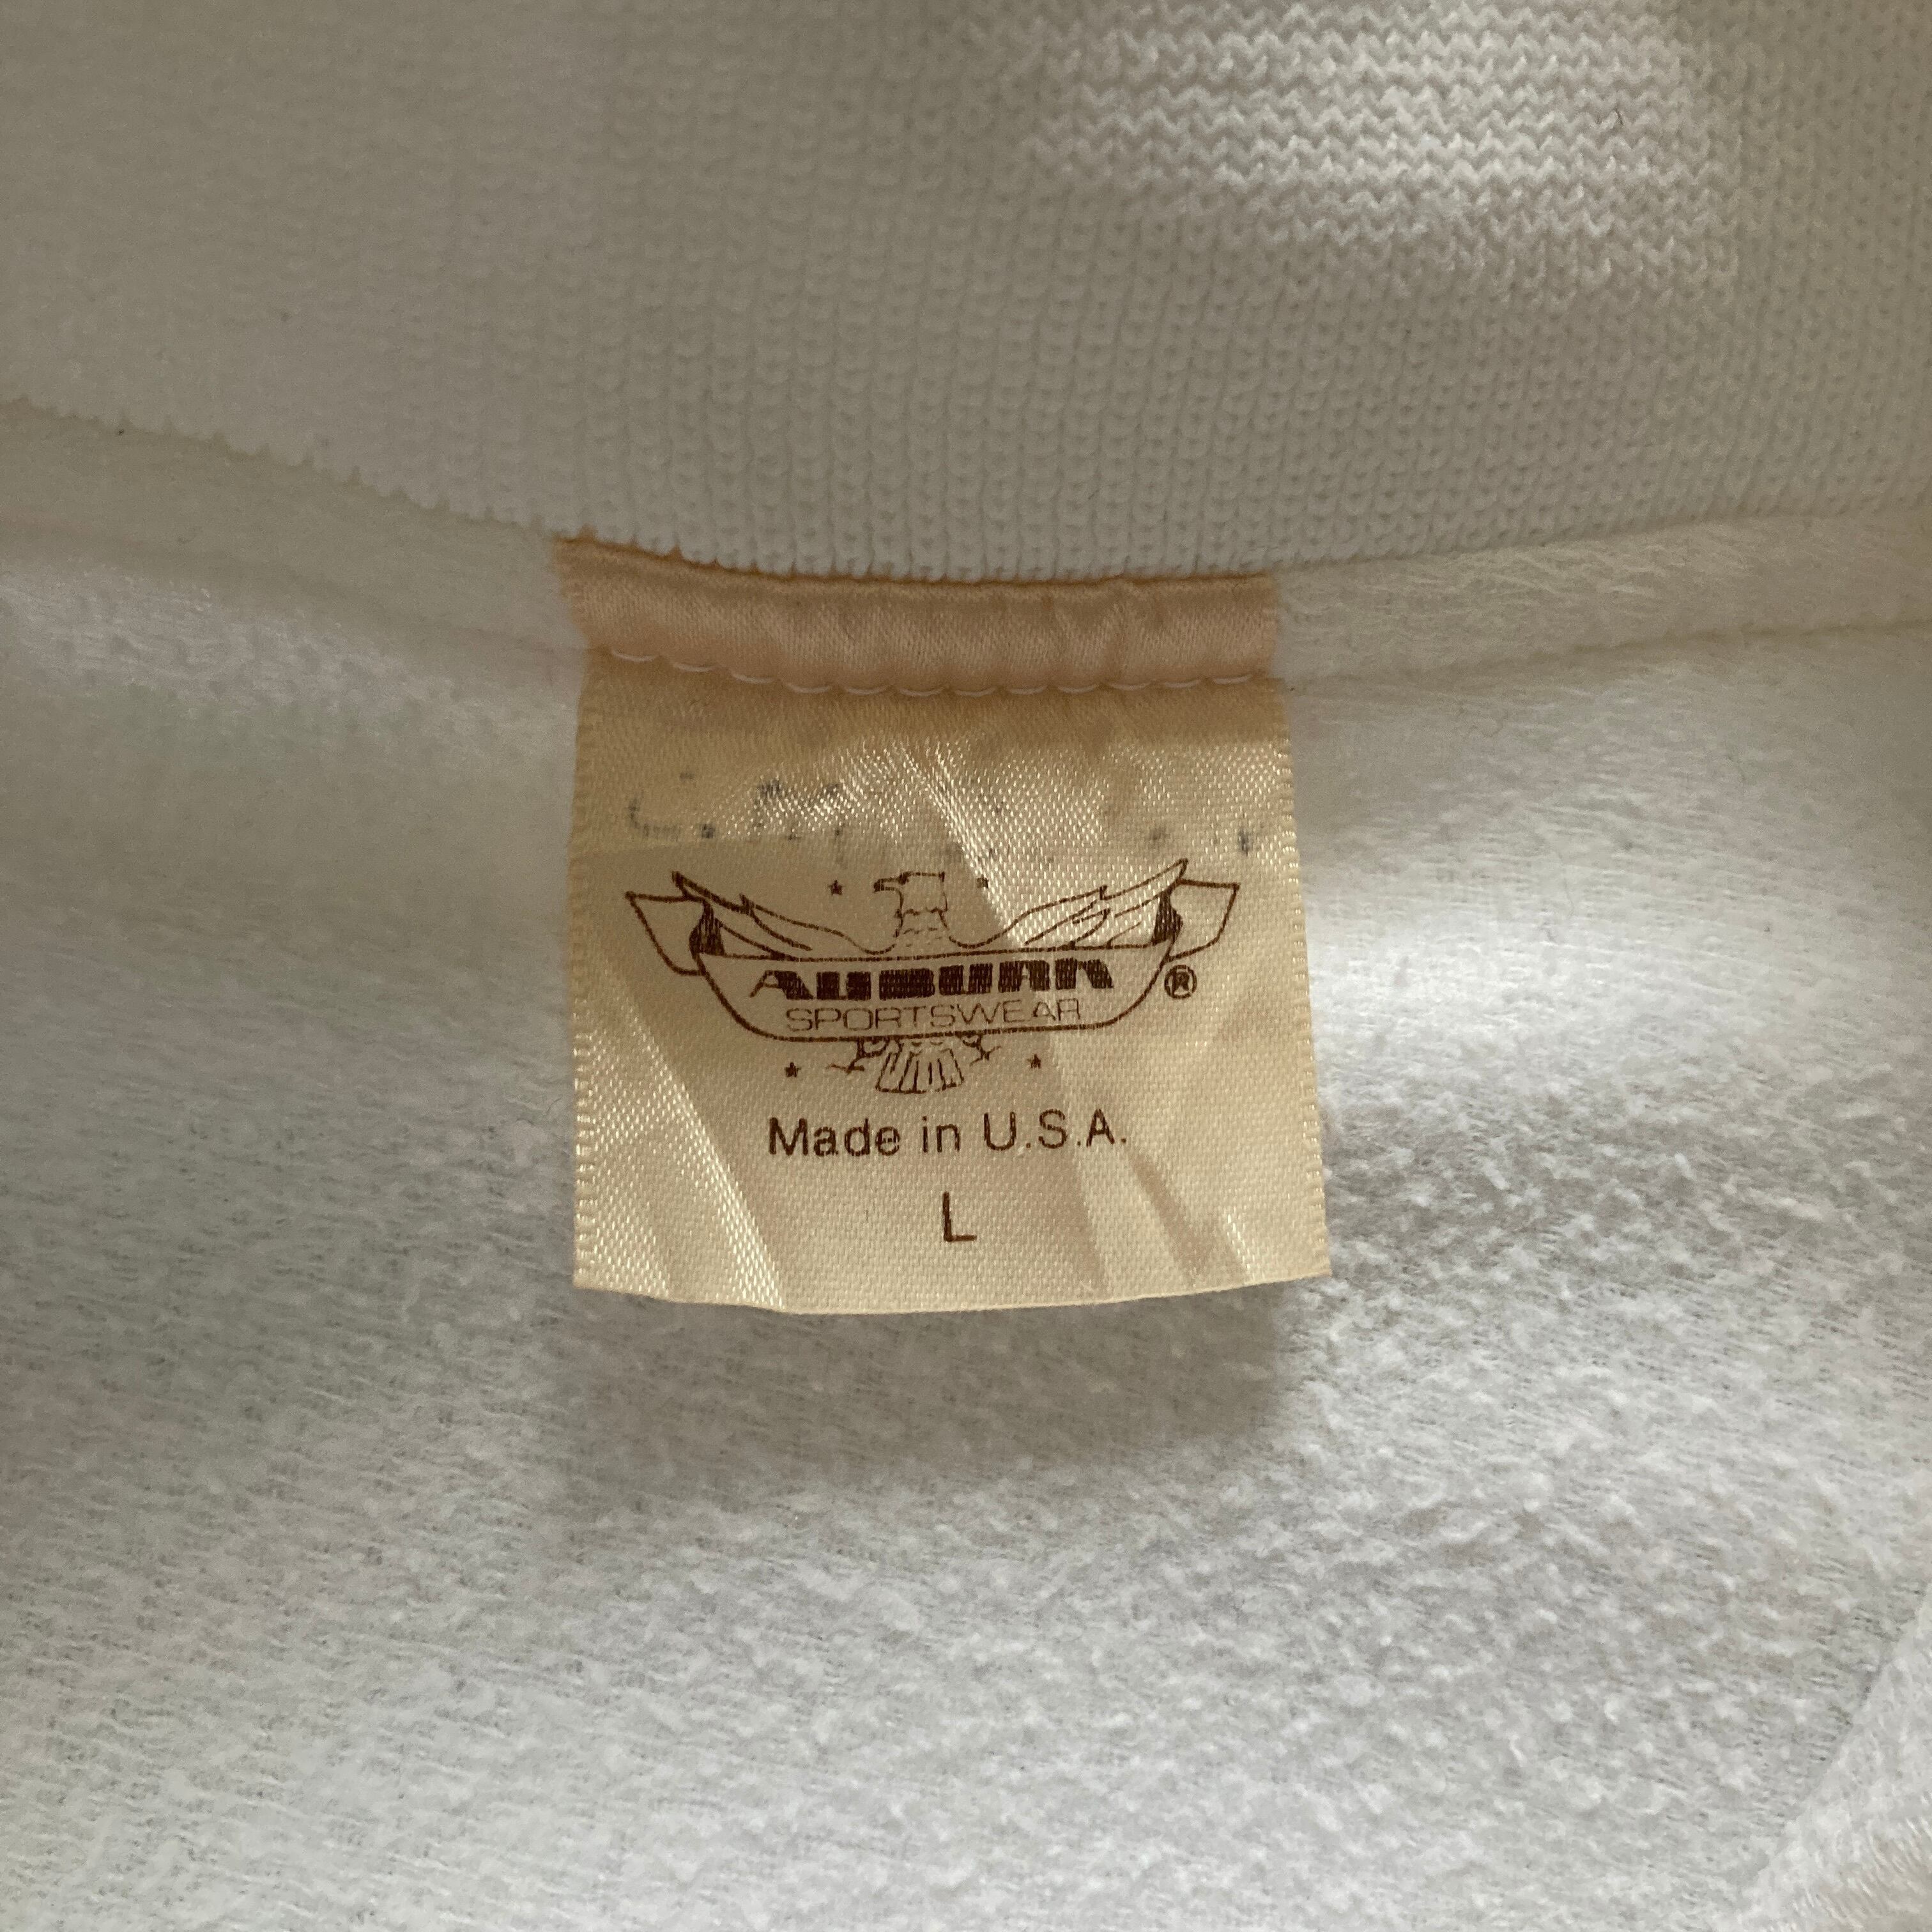 AUBURN
SPORTSWEAR
®
Made in U.S.A.
L